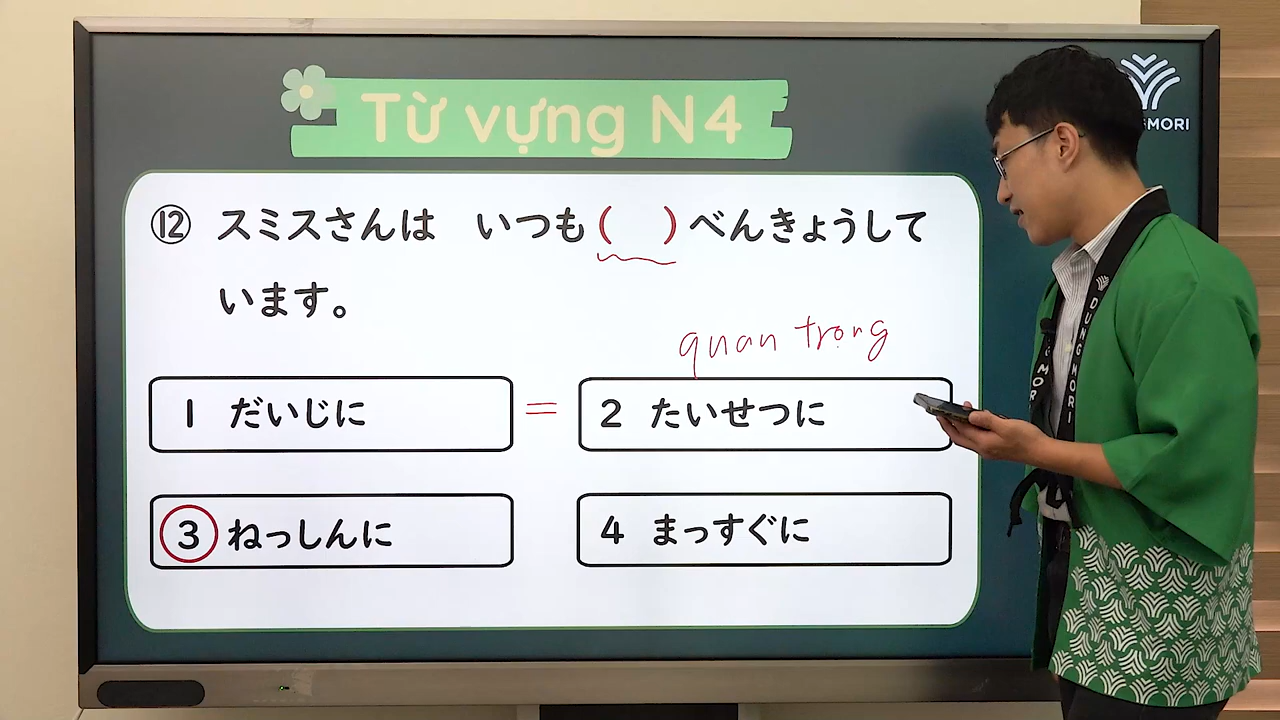 Từ vựng N4
MORI
⑫ スミスさんは いつも( )べんきょうして
います。
quan trọng
1 だいじに = 2 たいせつに
3 ねっしんに
4 まっすぐに
DUNGMORI
MOR